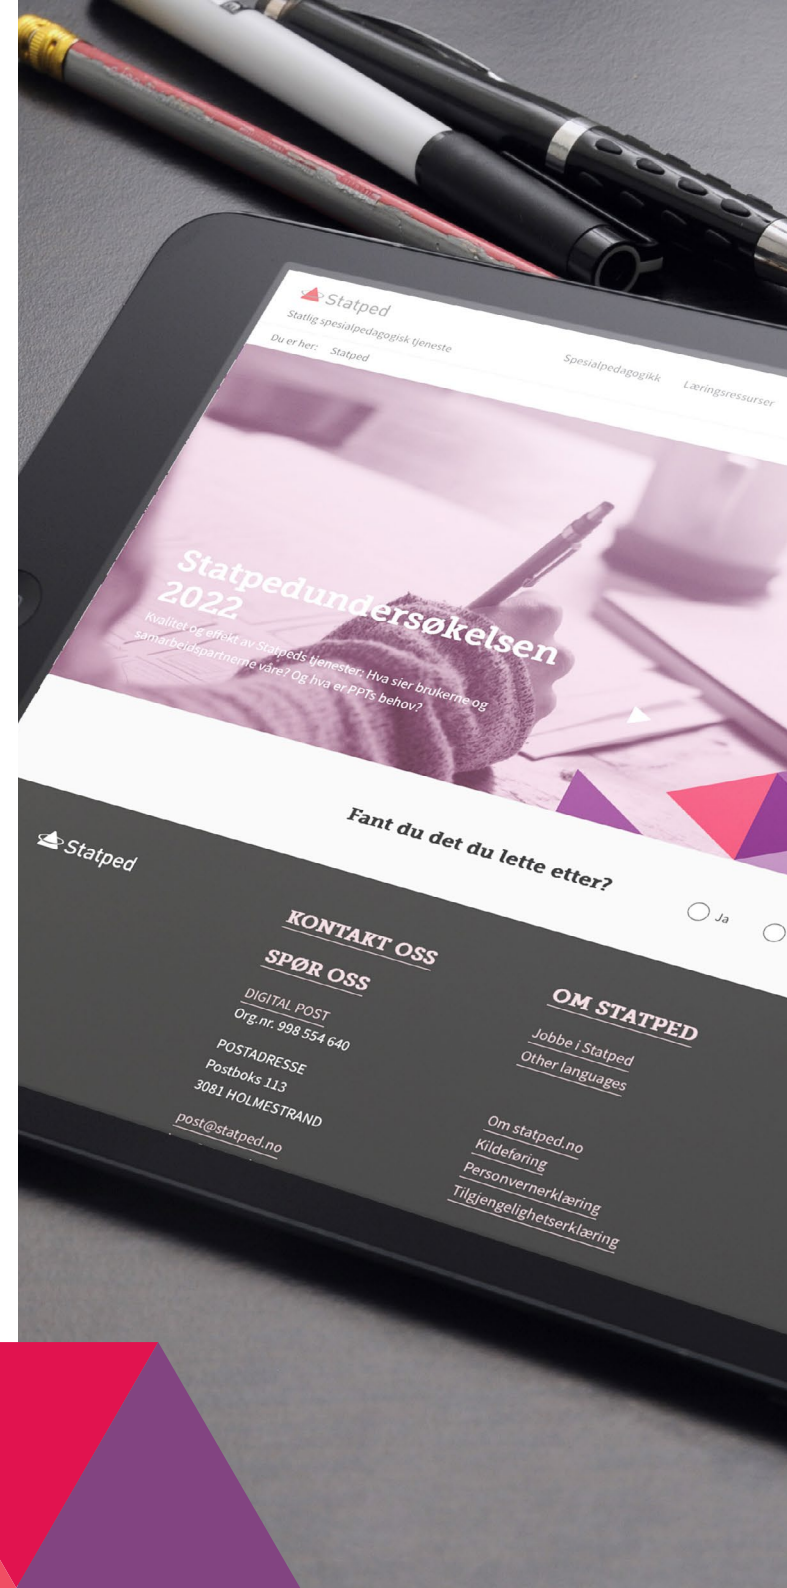 Statped
Statlig spesialpedagogisk tjeneste
Spesialpedagogikk
Læringsressurser
Du er her: Statped
Statpedundersøkelsen
2022
Kvalitet og effekt av Statpeds tjenester: Hva sier brukerne og
samarbeidspartnerne våre? Og hva er PPTs behov?
Fant du det du lette etter?
Ja
Statped
KONTAKT OSS
SPØR OSS
DIGITAL POST
Org.nr. 998 554 640
POSTADRESSE
Postboks 113
3081 HOLMESTRAND
post@statped.no
OM STATPED
Jobbe i Statped
Other languages
Om statped.no
Kildeføring
Personvernerklæring
Tilgjengelighetserklæring